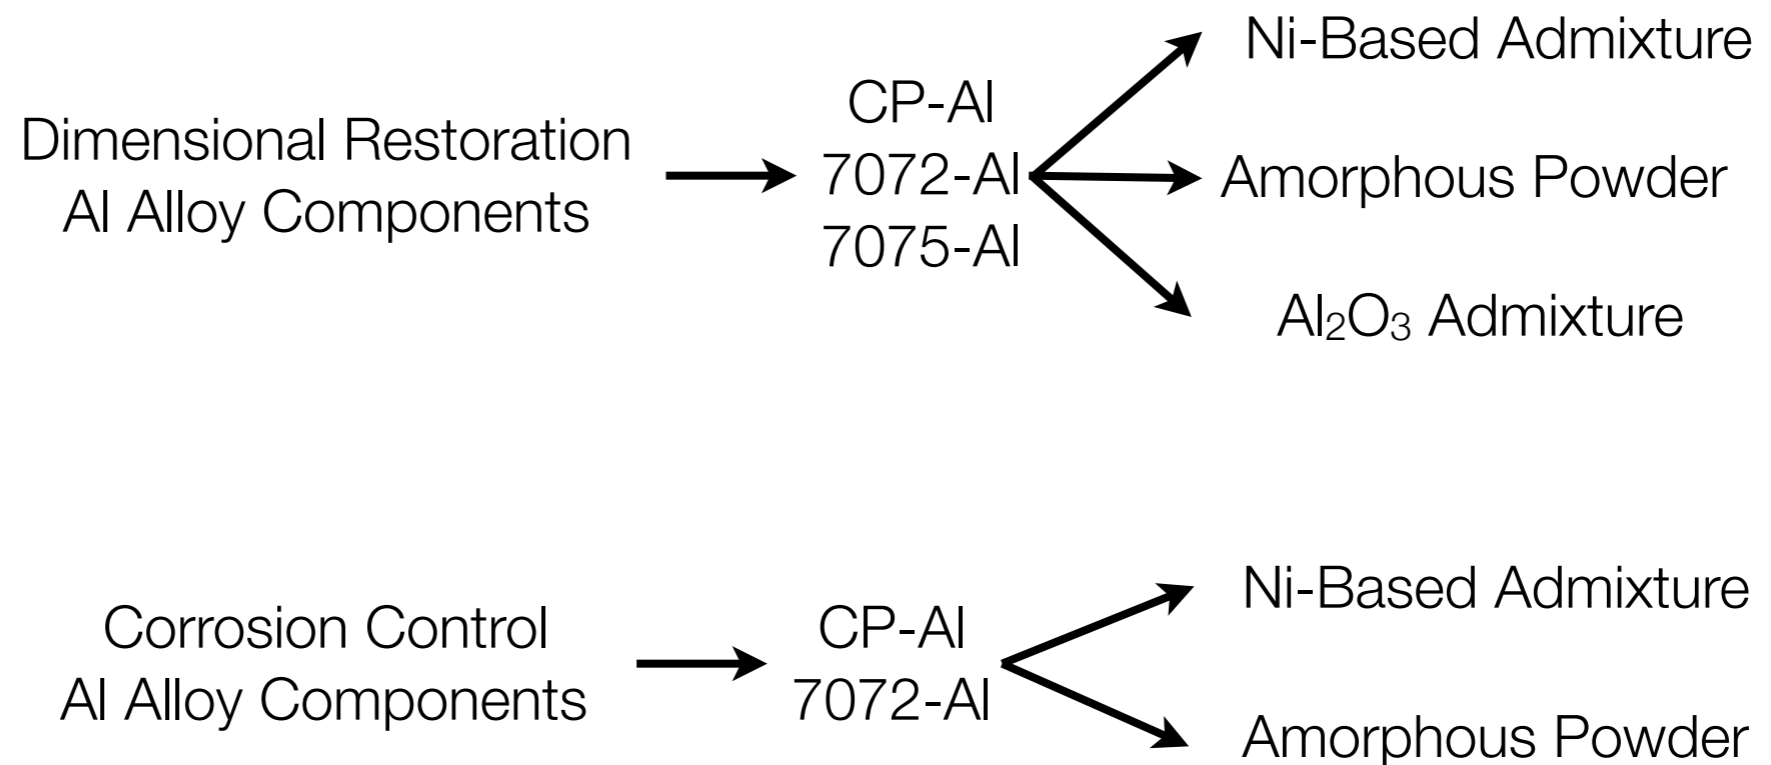 Dimensional Restoration
Al Alloy Components
CP-Al
7072-Al
7075-Al
Ni-Based Admixture
Amorphous Powder
Al₂O₃ Admixture
Corrosion Control
Al Alloy Components
CP-Al
7072-Al
Ni-Based Admixture
Amorphous Powder